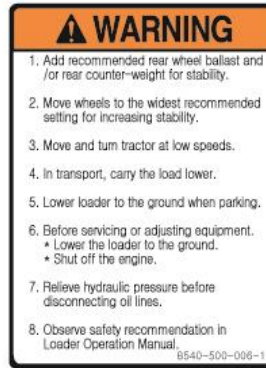 WARNING
1. Add recommended rear wheel ballast and
/or rear counter-weight for stability.
2. Move wheels to the widest recommended
setting for increasing stability.
3. Move and turn tractor at low speeds.
4. In transport, carry the load lower.
5. Lower loader to the ground when parking.
6. Before servicing or adjusting equipment.
* Lower the loader to the ground.
* Shut off the engine.
7. Relieve hydraulic pressure before
disconnecting oil lines.
8. Observe safety recommendation in
Loader Operation Manual.
8540-500-006-1